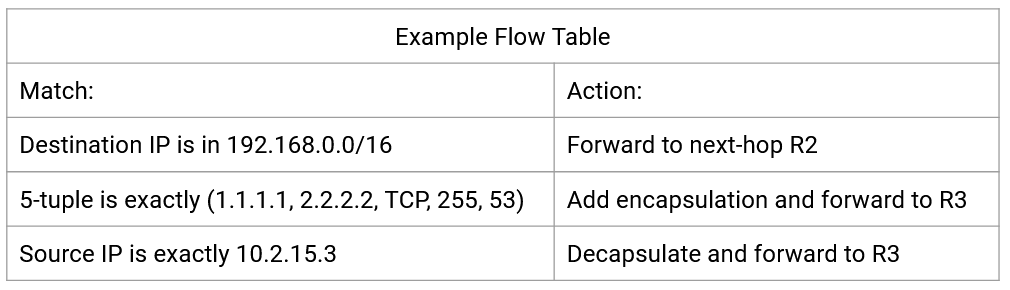 Example Flow Table
Match: Action:
Destination IP is in 192.168.0.0/16 Forward to next-hop R2
5-tuple is exactly (1.1.1.1, 2.2.2.2, TCP, 255, 53) Add encapsulation and forward to R3
Source IP is exactly 10.2.15.3 Decapsulate and forward to R3